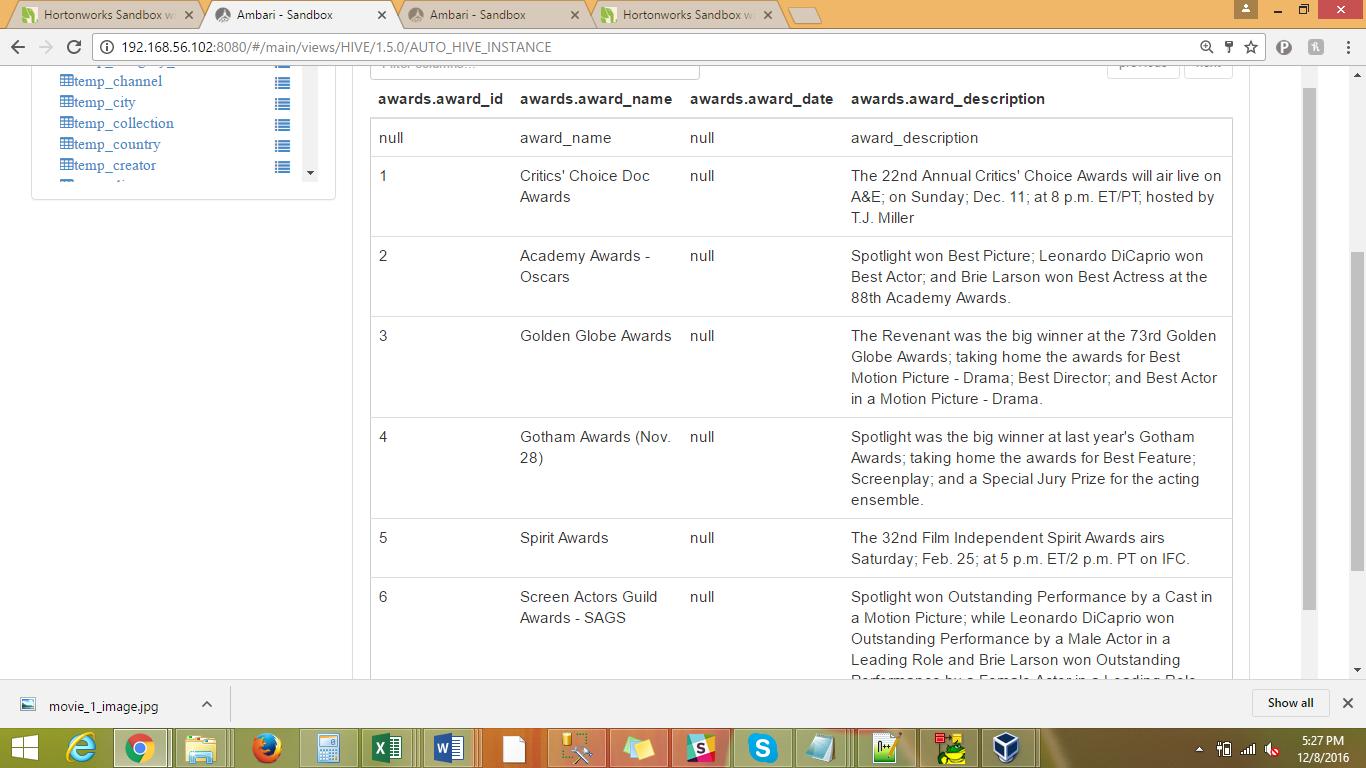 Hortonworks Sandbox w
Ambari - Sandbox
Ambari - Sandbox
Hortonworks Sandbox w
192.168.56.102:8080/#/main/views/HIVE/1.5.0/AUTO_HIVE_INSTANCE
temp_channel
temp_city
temp_collection
temp_country
temp_creator
awards.award_id awards.award_name awards.award_date awards.award_description
null award_name null award_description
1 Critics' Choice Doc null The 22nd Annual Critics' Choice Awards will air live on
Awards A&E; on Sunday; Dec. 11; at 8 p.m. ET/PT; hosted by
T.J. Miller
2 Academy Awards - null Spotlight won Best Picture; Leonardo DiCaprio won
Oscars Best Actor; and Brie Larson won Best Actress at the
88th Academy Awards.
3 Golden Globe Awards null The Revenant was the big winner at the 73rd Golden
Globe Awards; taking home the awards for Best
Motion Picture - Drama; Best Director; and Best Actor
in a Motion Picture - Drama.
4 Gotham Awards (Nov. null Spotlight was the big winner at last year's Gotham
28) Awards; taking home the awards for Best Feature;
Screenplay; and a Special Jury Prize for the acting
ensemble.
5 Spirit Awards null The 32nd Film Independent Spirit Awards airs
Saturday; Feb. 25; at 5 p.m. ET/2 p.m. PT on IFC.
6 Screen Actors Guild null Spotlight won Outstanding Performance by a Cast in
Awards - SAGS a Motion Picture; while Leonardo DiCaprio won
Outstanding Performance by a Male Actor in a
Leading Role and Brie Larson won Outstanding
Performance by a Female Actor in a Leading Role
movie_1_image.jpg
Show all
5:27 PM
12/8/2016